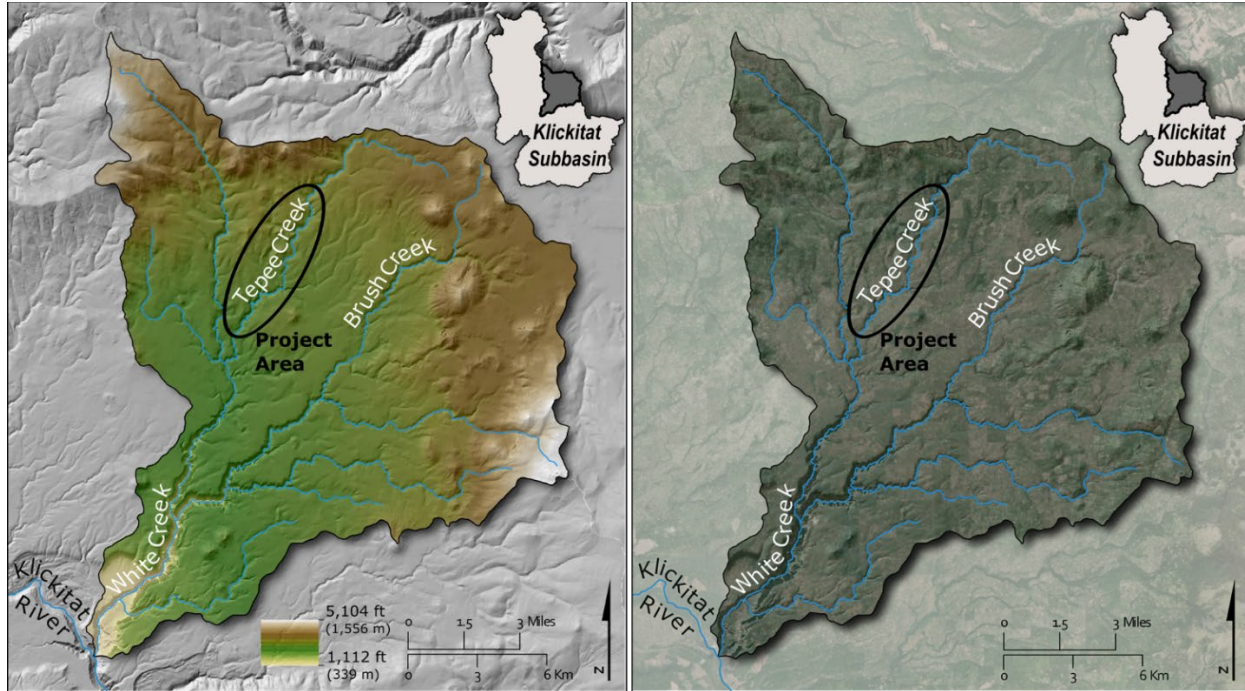 Klickitat
Subbasin
Tepee Creek
Brush Creek
Project
Area
White Creek
Klickitat
River
5,104 ft
(1,556 m)
1,112 ft
(339 m)
0 1.5 3 Miles
0 3 6 Km
N
Klickitat
Subbasin
Tepee Creek
Brush Creek
Project
Area
White Creek
Klickitat
River
0 1.5 3 Miles
0 3 6 Km
N